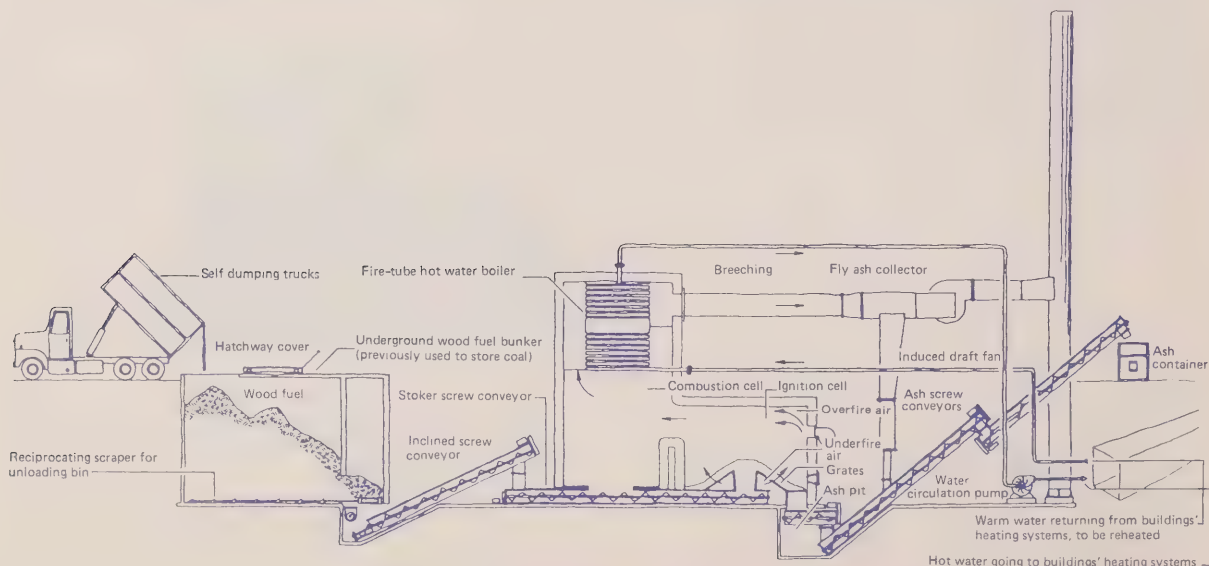 Self dumping trucks
Fire-tube hot water boiler
Breeching
Fly ash collector
Hatchway cover
Underground wood fuel bunker
(previously used to store coal)
Induced draft fan
Ash
container
Wood fuel
Stoker screw conveyor
Combustion cell
Ignition cell
Overfire air
Ash screw
conveyors
Inclined screw
conveyor
Reciprocating scraper for
unloading bin
Underfire
air
Grates
Ash pit
Water
circulation pump
Warm water returning from buildings'
heating systems, to be reheated
Hot water going to buildings' heating systems